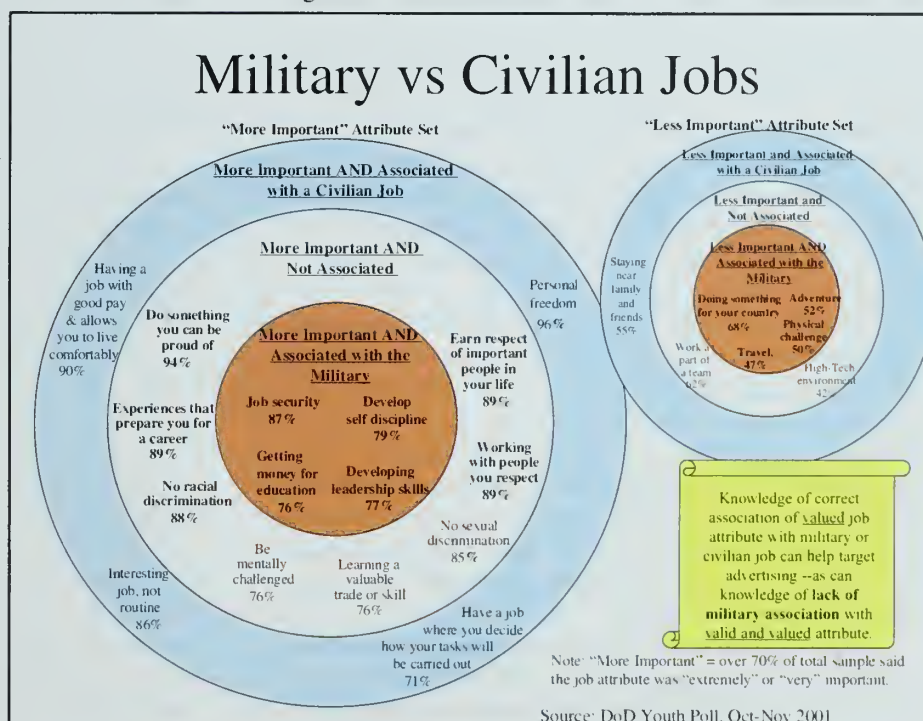 Military vs Civilian Jobs
“More Important” Attribute Set
More Important AND Associated
with a Civilian Job
More Important AND
Not Associated
Having a
job with
good pay
& allows
you to live
comfortably
90%
Do something
you can be
proud of
94%
Experiences that
prepare you for
a career
89%
No racial
discrimination
88%
Interesting
job, not
routine
86%
More Important AND
Associated with the
Military
Job security
87%
Develop
self discipline
79%
Getting
money for
education
76%
Developing
leadership skills
77%
Be
mentally
challenged
76%
Learning a
valuable
trade or skill
76%
No sexual
discrimination
85%
Earn respect
of important
people in
your life
89%
Working
with people
you respect
89%
Personal
freedom
96%
Have a job
where you decide
how your tasks will
be carried out
71%
“Less Important” Attribute Set
Less Important and Associated
with a Civilian Job
Less Important and
Not Associated
Less Important AND
Associated with the
Military
Staying
near
family
and
friends
55%
Doing something
for your country
68%
Adventure
52%
Physical
challenge
50%
Travel,
47%
Work a
part of
a team
62%
High-Tech
environment
42%
Knowledge of correct
association of valued job
attribute with military or
civilian job can help target
advertising --as can
knowledge of lack of
military association with
valid and valued attribute.
Note: “More Important” = over 70% of total sample said
the job attribute was “extremely” or “very” important.
Source: DoD Youth Poll, Oct-Nov 2001